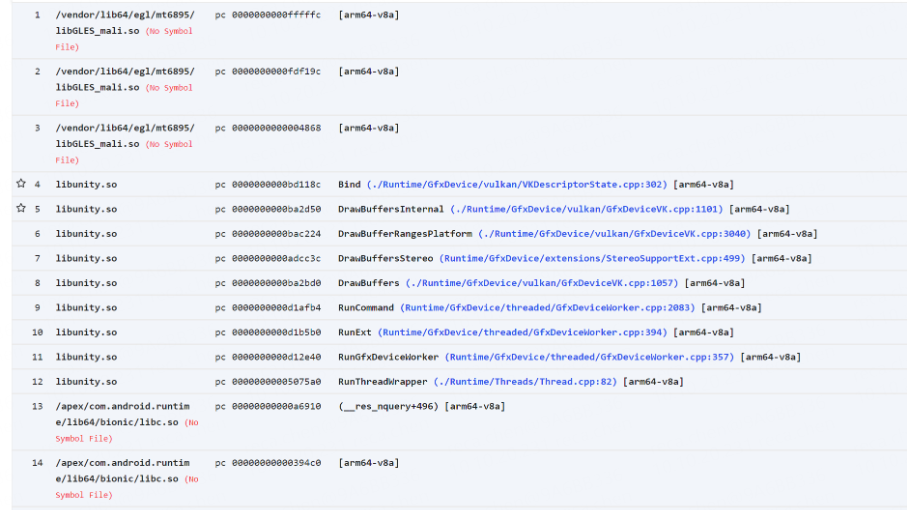 1 /vendor/lib64/egl/mt6895/ pc 0000000000fffffc [arm64-v8a]
libGLES_mali.so (No Symbol
File)
2 /vendor/lib64/egl/mt6895/ pc 0000000000fdf19c [arm64-v8a]
libGLES_mali.so (No Symbol
File)
3 /vendor/lib64/egl/mt6895/ pc 0000000000004868 [arm64-v8a]
libGLES_mali.so (No Symbol
File)
4 libunity.so pc 0000000000bd118c Bind (./Runtime/GfxDevice/vulkan/VKDescriptorState.cpp:302) [arm64-v8a]
5 libunity.so pc 0000000000ba2d50 DrawBuffersInternal (./Runtime/GfxDevice/vulkan/GfxDeviceVK.cpp:1101) [arm64-v8a]
6 libunity.so pc 0000000000bac224 DrawBufferRangesPlatform (./Runtime/GfxDevice/vulkan/GfxDeviceVK.cpp:3040) [arm64-v8a]
7 libunity.so pc 0000000000adcc3c DrawBuffersStereo (Runtime/GfxDevice/extensions/StereoSupportExt.cpp:499) [arm64-v8a]
8 libunity.so pc 0000000000ba2bd0 DrawBuffers (./Runtime/GfxDevice/vulkan/GfxDeviceVK.cpp:1057) [arm64-v8a]
9 libunity.so pc 0000000000d1afb4 RunCommand (Runtime/GfxDevice/threaded/GfxDeviceWorker.cpp:2083) [arm64-v8a]
10 libunity.so pc 0000000000d1b5b0 RunExt (Runtime/GfxDevice/threaded/GfxDeviceWorker.cpp:394) [arm64-v8a]
11 libunity.so pc 0000000000d12e40 RunGfxDeviceWorker (Runtime/GfxDevice/threaded/GfxDeviceWorker.cpp:357) [arm64-v8a]
12 libunity.so pc 00000000005075a0 RunThreadWrapper (./Runtime/Threads/Thread.cpp:82) [arm64-v8a]
13 /apex/com.android.runtim pc 00000000000a6910 (__res_nquery+496) [arm64-v8a]
e/lib64/bionic/libc.so (No
Symbol File)
14 /apex/com.android.runtim pc 00000000000394c0 [arm64-v8a]
e/lib64/bionic/libc.so (No
Symbol File)